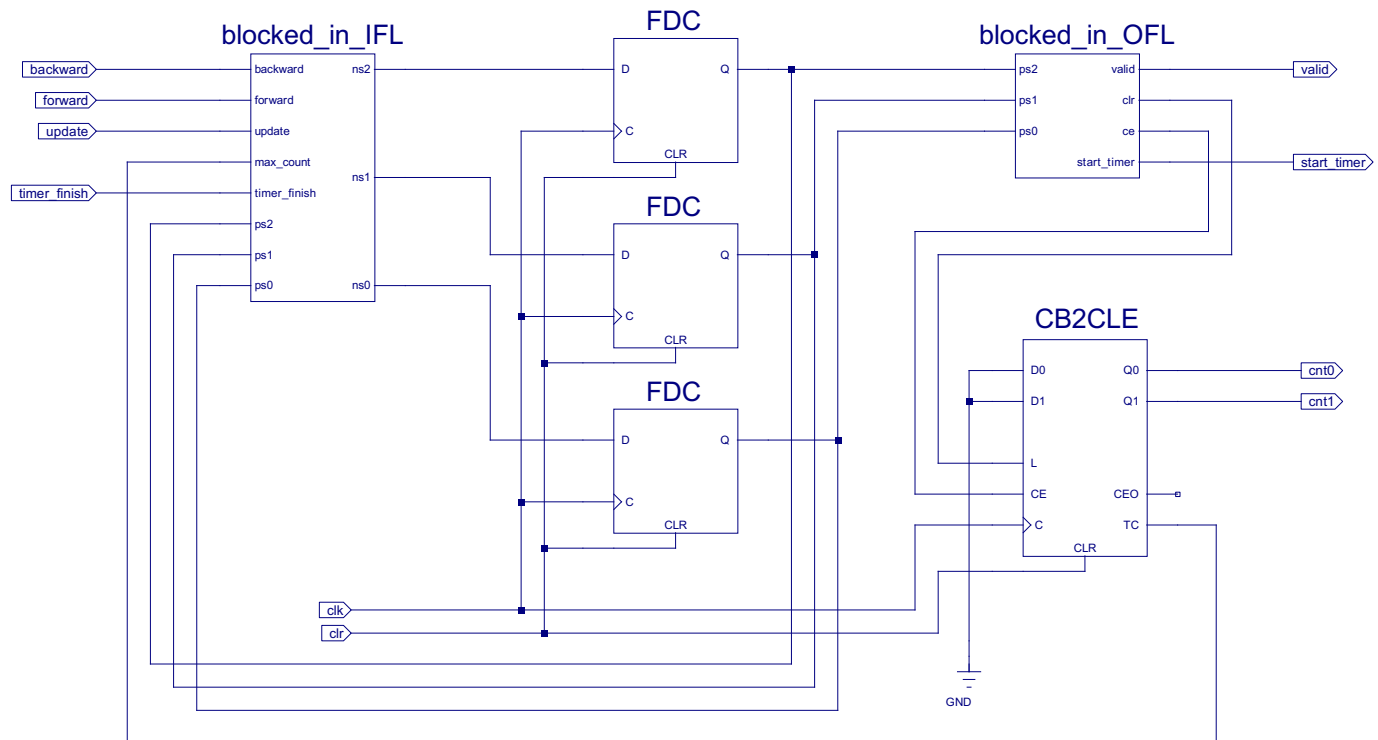 blocked_in_IFL
backward
forward
update
timer_finish
backward
forward
update
max_count
timer_finish
ps2
ps1
ps0
ns2
ns1
ns0
FDC
D
Q
C
CLR
FDC
D
Q
C
CLR
FDC
D
Q
C
CLR
clk
clr
blocked_in_OFL
ps2
ps1
ps0
valid
clr
ce
start_timer
valid
start_timer
CB2CLE
D0
D1
L
CE
C
CLR
Q0
Q1
CEO
TC
cnt0
cnt1
GND